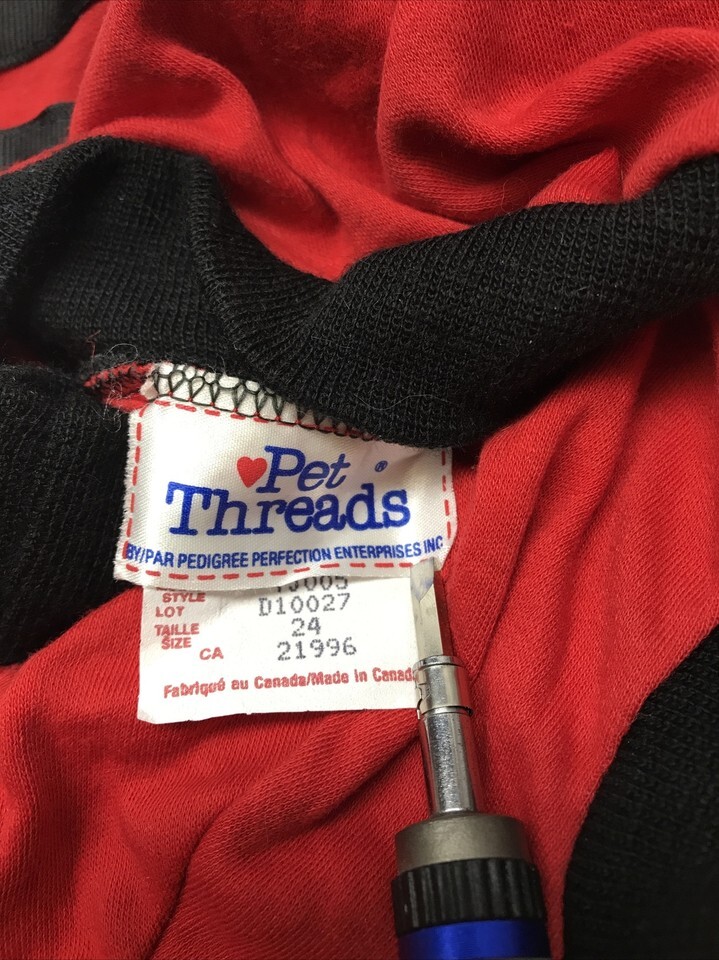 Pet ®
Threads
BY/PAR PEDIGREE PERFECTION ENTERPRISES INC
STYLE
LOT D10027
TAILLE 24
SIZE
CA 21996
Fabriqué au Canada/Made in Canada